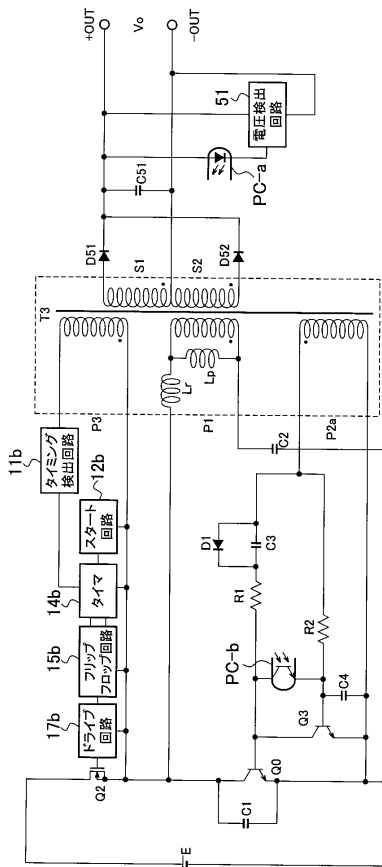 +OUT
Vo
−OUT
51
電圧検出
回路
PC-a
C51
D51
S1
S2
D52
T3
P3
Lr
Lp
P1
P2a
11b
タイミング
検出回路
12b
スタート
回路
14b
タイマ
15b
フリップ
フロップ回路
17b
ドライブ
回路
C2
D1
C3
R1
R2
PC-b
C4
Q3
Q2
Q0
C1
E